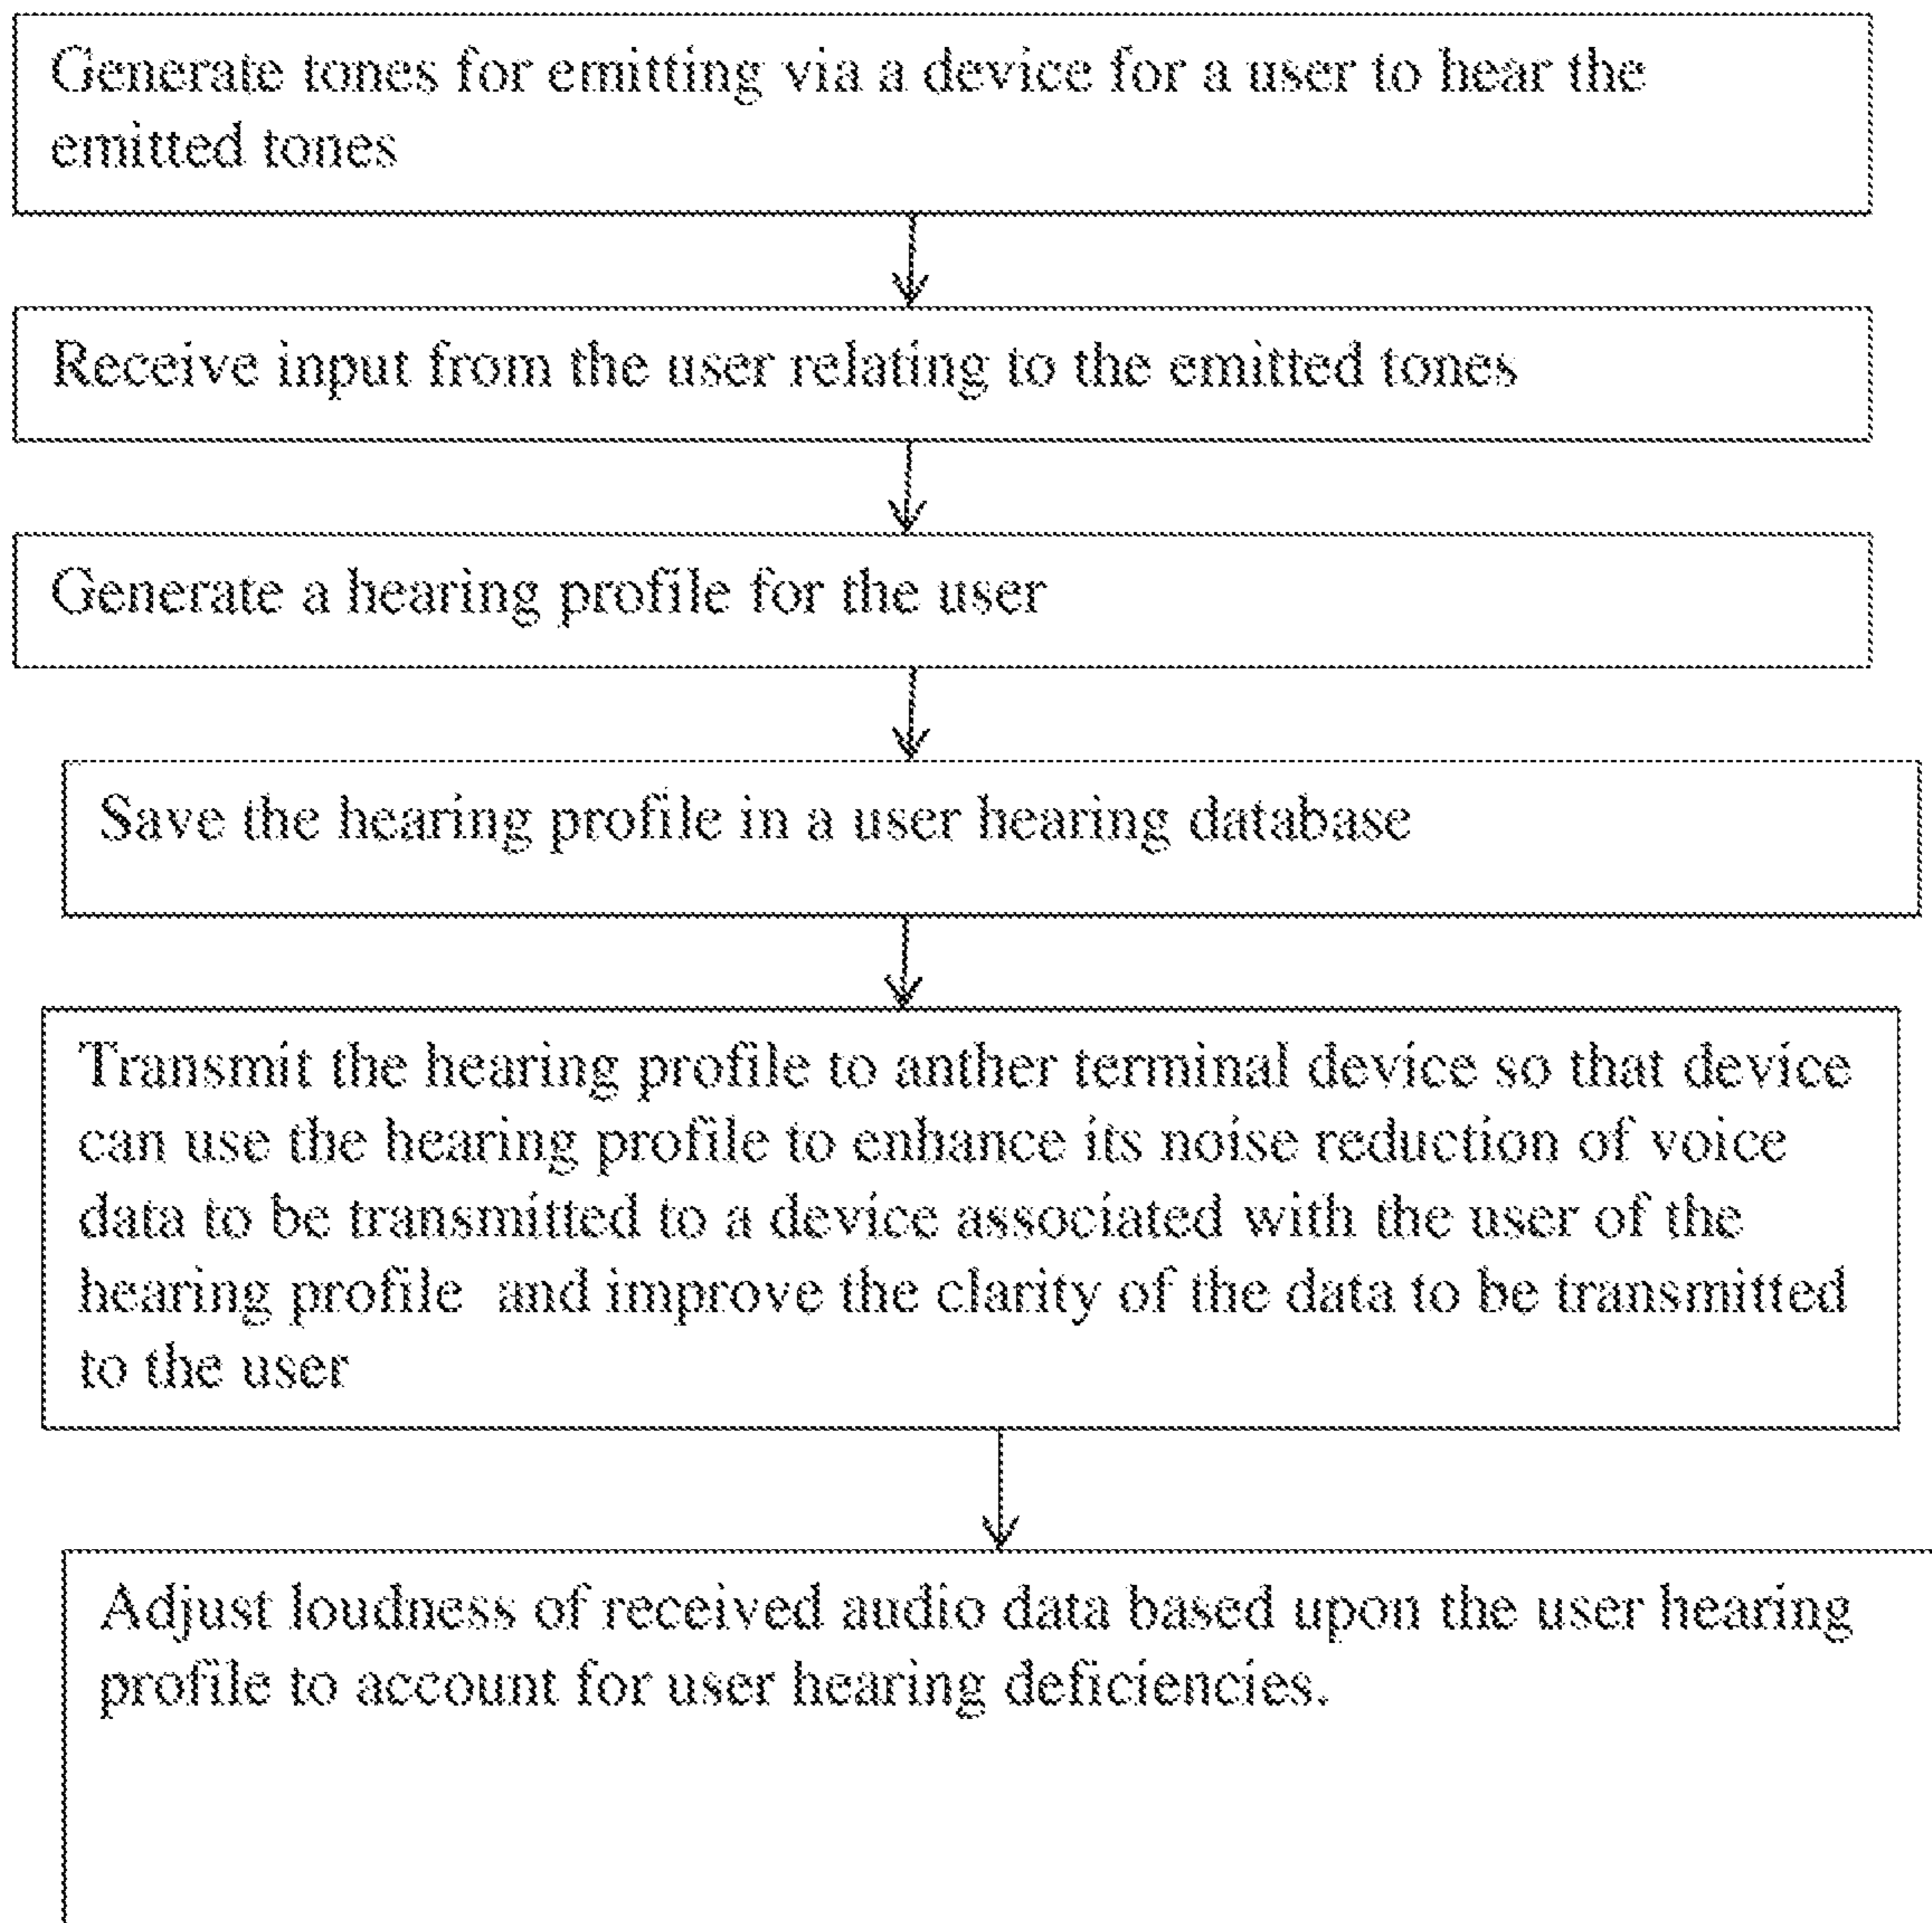 Generate tones for emitting via a device for a user to hear the
emitted tones
Receive input from the user relating to the emitted tones
Generate a hearing profile for the user
Save the hearing profile in a user hearing database
Transmit the hearing profile to anther terminal device so that device
can use the hearing profile to enhance its noise reduction of voice
data to be transmitted to a device associated with the user of the
hearing profile  and improve the clarity of the data to be transmitted
to the user
Adjust loudness of received audio data based upon the user hearing
profile to account for user hearing deficiencies.